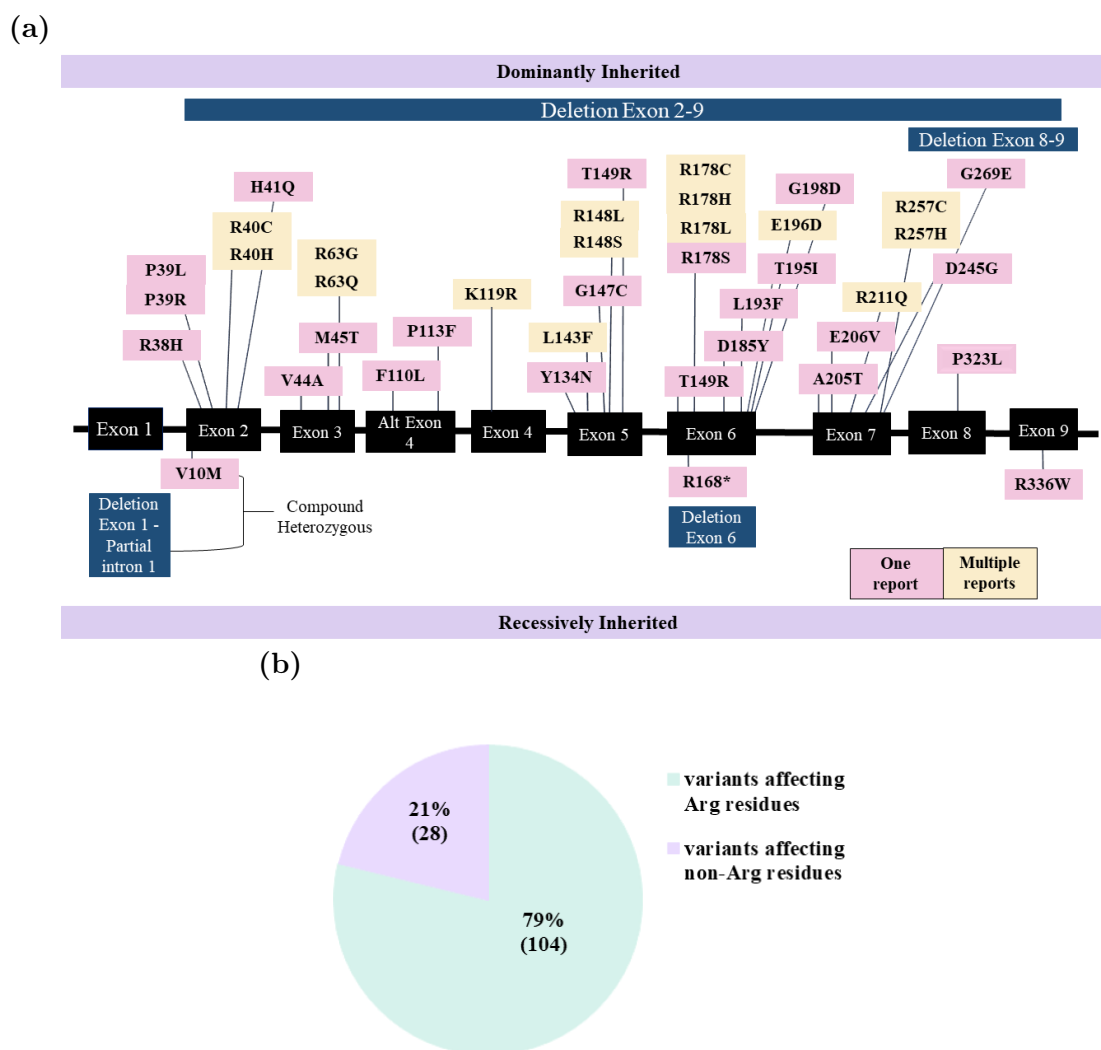 (a)
Dominantly Inherited
Deletion Exon 2-9
Deletion Exon 8-9
T149R
R178C
R178H
R178L
R178S
G198D
G269E
H41Q
R40C
R40H
R148L
R148S
E196D
R257C
R257H
P39L
P39R
R63G
R63Q
K119R
G147C
T195I
D245G
R211Q
R38H
M45T
P113F
L143F
L193F
E206V
D185Y
P323L
V44A
F110L
Y134N
T149R
A205T
Exon 1
Exon 2
Exon 3
Alt Exon
4
Exon 4
Exon 5
Exon 6
Exon 7
Exon 8
Exon 9
V10M
R168*
R336W
Deletion
Exon 1 -
Partial
intron 1
Compound
Heterozygous
Deletion
Exon 6
One
report
Multiple
reports
Recessively Inherited
(b)
21%
(28)
79%
(104)
variants affecting
Arg residues
variants affecting
non-Arg residues